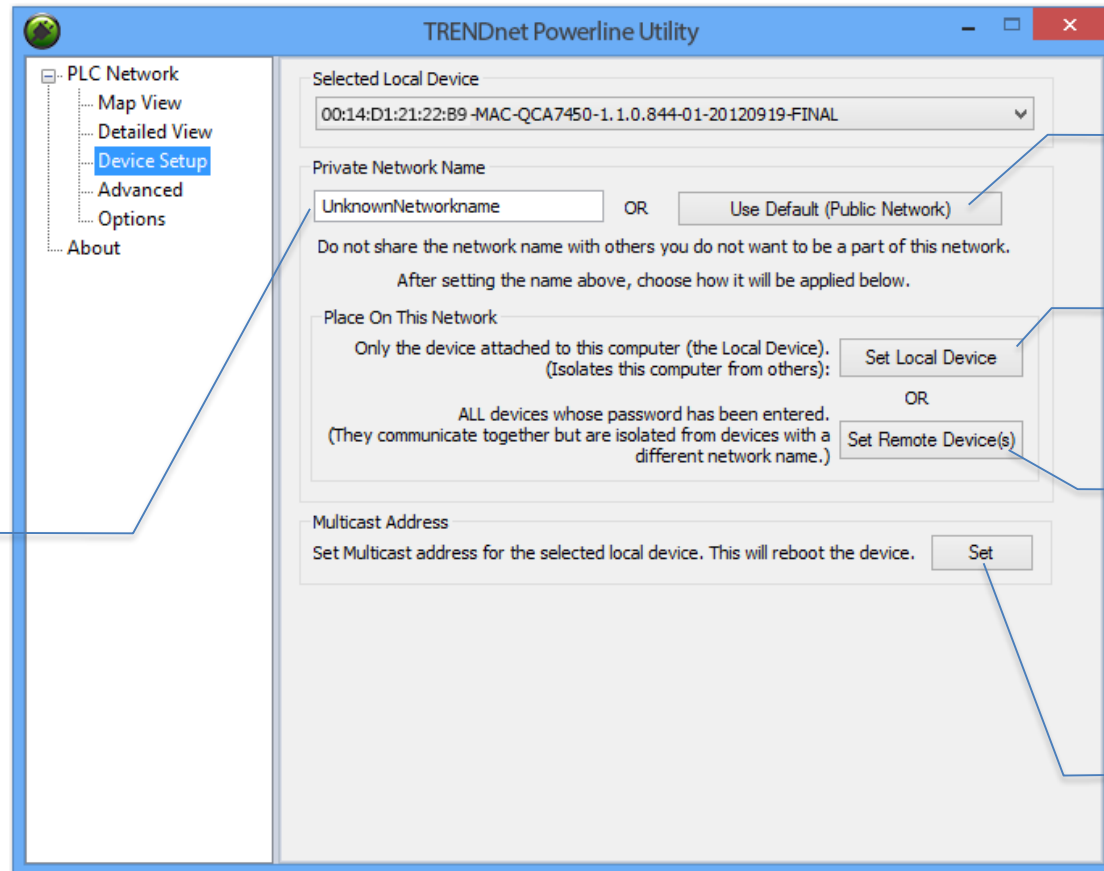 TRENDnet Powerline Utility
PLC Network
Map View
Detailed View
Device Setup
Advanced
Options
About
Selected Local Device
00:14:D1:21:22:B9 -MAC-QCA7450-1.1.0.844-01-20120919-FINAL
Private Network Name
UnknownNetworkname
OR
Use Default (Public Network)
Do not share the network name with others you do not want to be a part of this network.
After setting the name above, choose how it will be applied below.
Place On This Network
Only the device attached to this computer (the Local Device).
(Isolates this computer from others):
Set Local Device
OR
ALL devices whose password has been entered.
(They communicate together but are isolated from devices with a
different network name.)
Set Remote Device(s)
Multicast Address
Set Multicast address for the selected local device. This will reboot the device.
Set